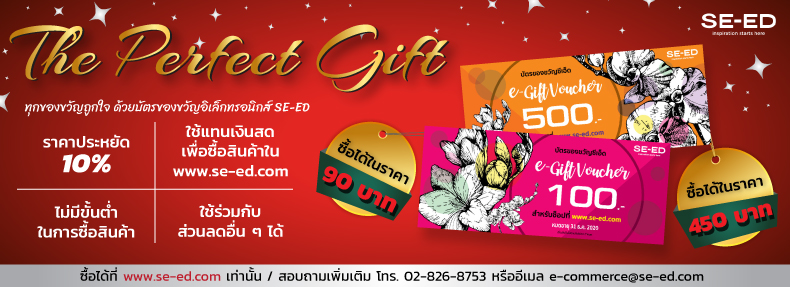 The Perfect Gift
ทุกของขวัญถูกใจ ด้วยบัตรของขวัญอิเล็กทรอนิกส์ SE-ED
ราคาประหยัด
10%
ใช้แทนเงินสด
เพื่อซื้อสินค้าใน
www.se-ed.com
ไม่มีขั้นต่ำ
ในการซื้อสินค้า
ใช้ร่วมกับ
ส่วนลดอื่น ๆ ได้
SE-ED
inspiration starts here
SE-ED
บัตรของขวัญซีเอ็ด
e-Gift Voucher
500.-
ซื้อได้ในราคา
90 บาท
SE-ED
บัตรของขวัญซีเอ็ด
e-Gift Voucher
100.-
สำหรับช็อปที่ www.se-ed.com
หมดอายุ 31 ธ.ค. 2020
ซื้อได้ในราคา
450 บาท
ซื้อได้ที่ www.se-ed.com เท่านั้น / สอบถามเพิ่มเติม โทร. 02-826-8753 หรืออีเมล e-commerce@se-ed.com